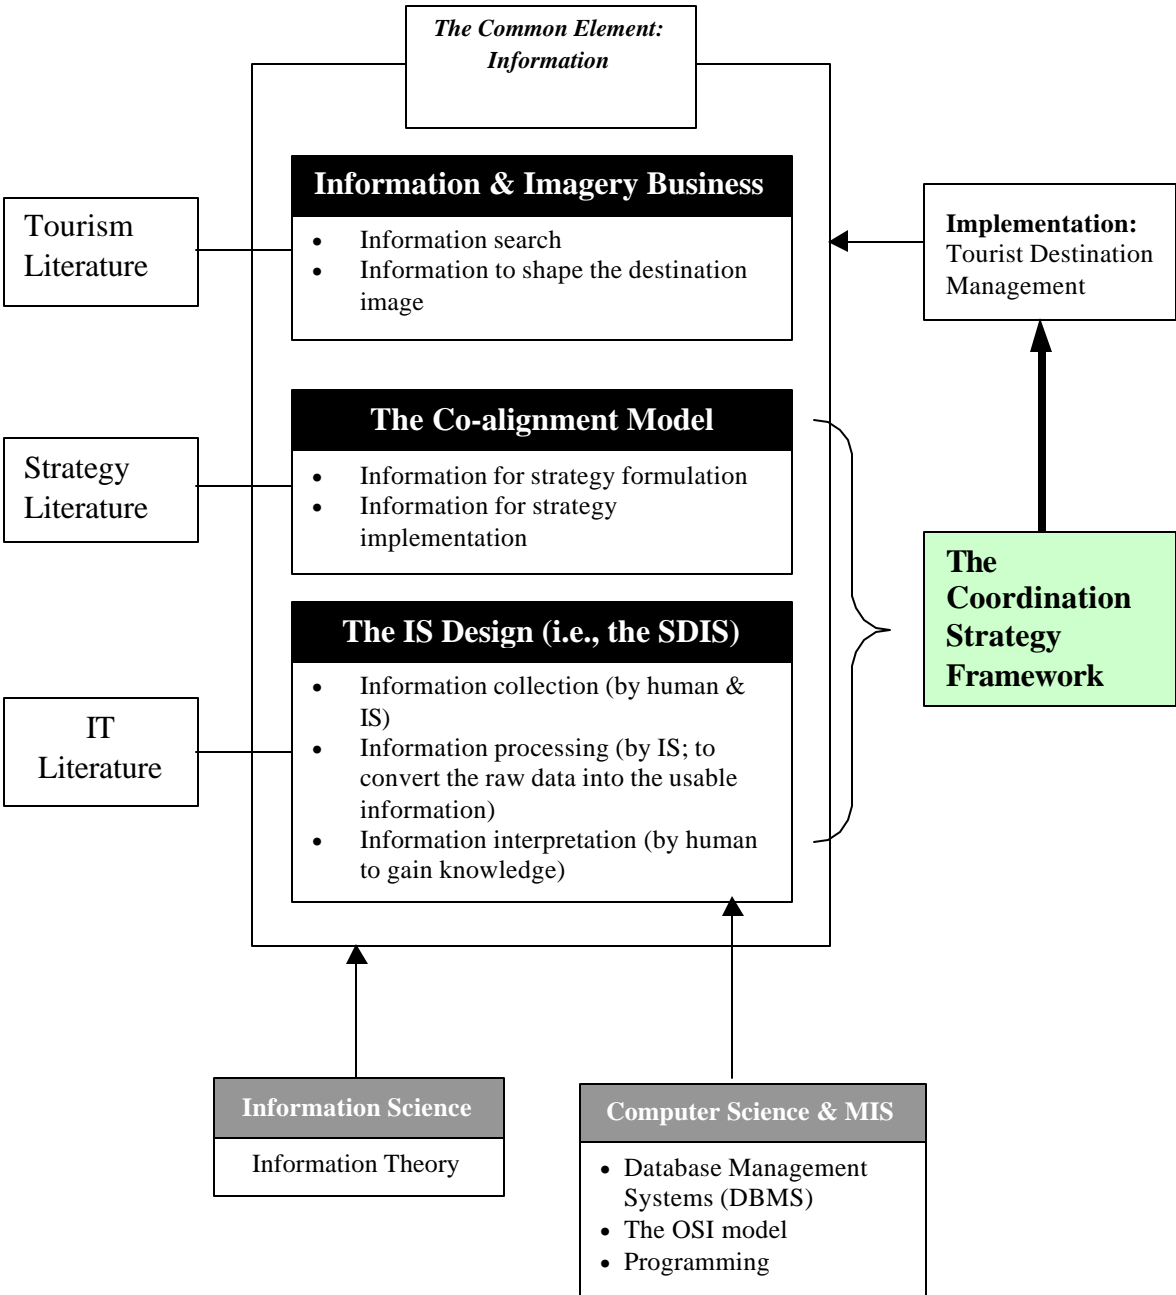 The Common Element:
Information
Information & Imagery Business
• Information search
• Information to shape the destination
image
Tourism
Literature
Implementation:
Tourist Destination
Management
The Co-alignment Model
• Information for strategy formulation
• Information for strategy
implementation
Strategy
Literature
The
Coordination
Strategy
Framework
The IS Design (i.e., the SDIS)
• Information collection (by human &
IS)
• Information processing (by IS; to
convert the raw data into the usable
information)
• Information interpretation (by human
to gain knowledge)
IT
Literature
Information Science
Information Theory
Computer Science & MIS
• Database Management
Systems (DBMS)
• The OSI model
• Programming